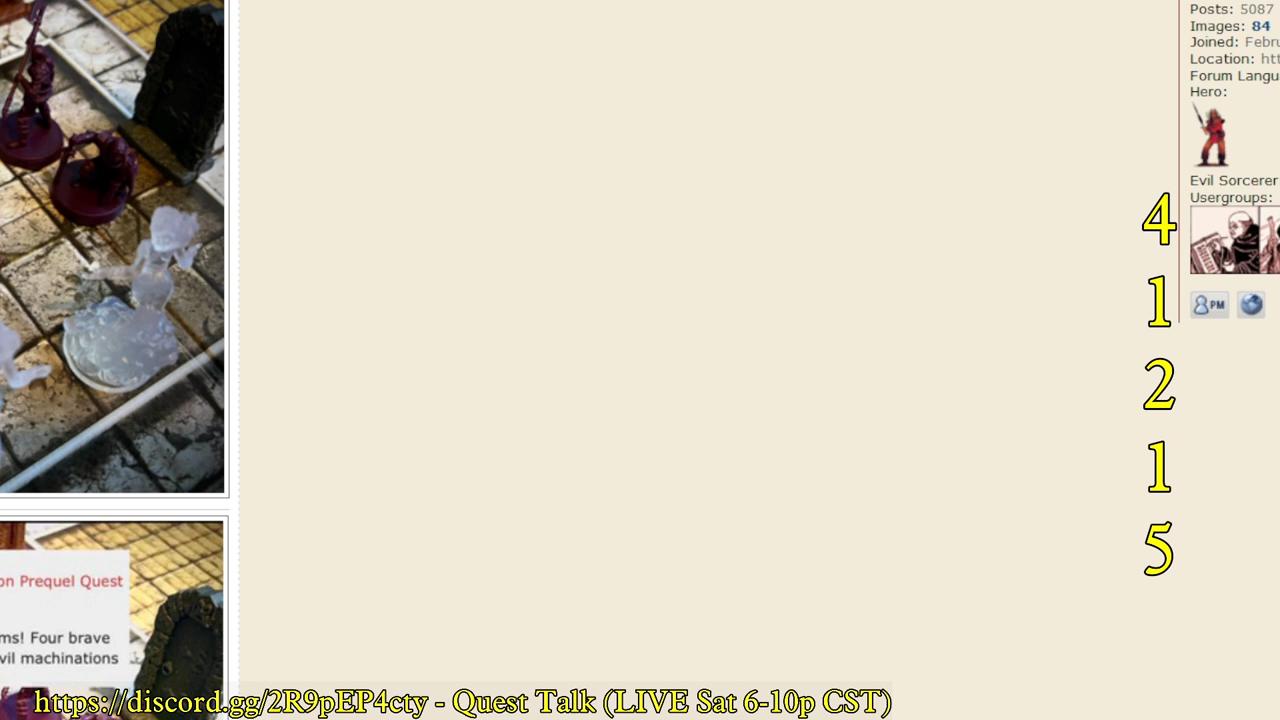 Posts: 5087
Images: 84
Joined: Febru
Location: htt
Forum Langu
Hero:
Evil Sorcerer
Usergroups:
PM
4
1
2
1
5
on Prequel Quest
ms! Four brave
vil machinations
https://discord.gg/2R9pEP4cty - Quest Talk (LIVE Sat 6-10p CST)